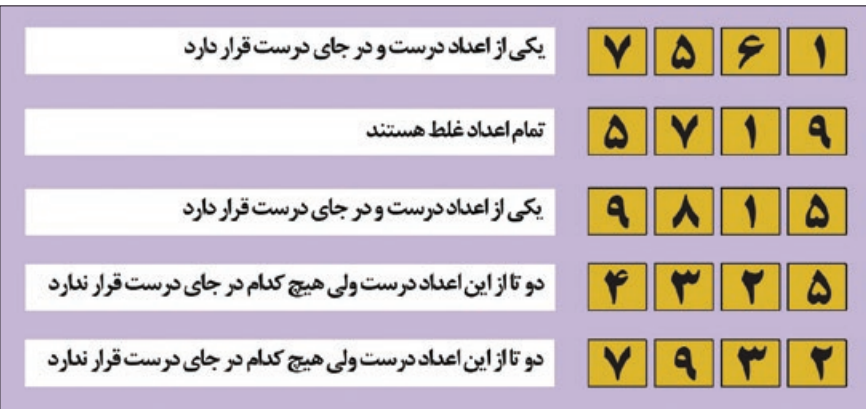 یکی از اعداد درست و در جای درست قرار دارد ۷ ۵ ۶ ۱
تمام اعداد غلط هستند ۵ ۷ ۱ ۹
یکی از اعداد درست و در جای درست قرار دارد ۹ ۸ ۱ ۵
دو تا از این اعداد درست ولی هیچ کدام در جای درست قرار ندارد ۴ ۳ ۲ ۵
دو تا از این اعداد درست ولی هیچ کدام در جای درست قرار ندارد ۷ ۹ ۳ ۲